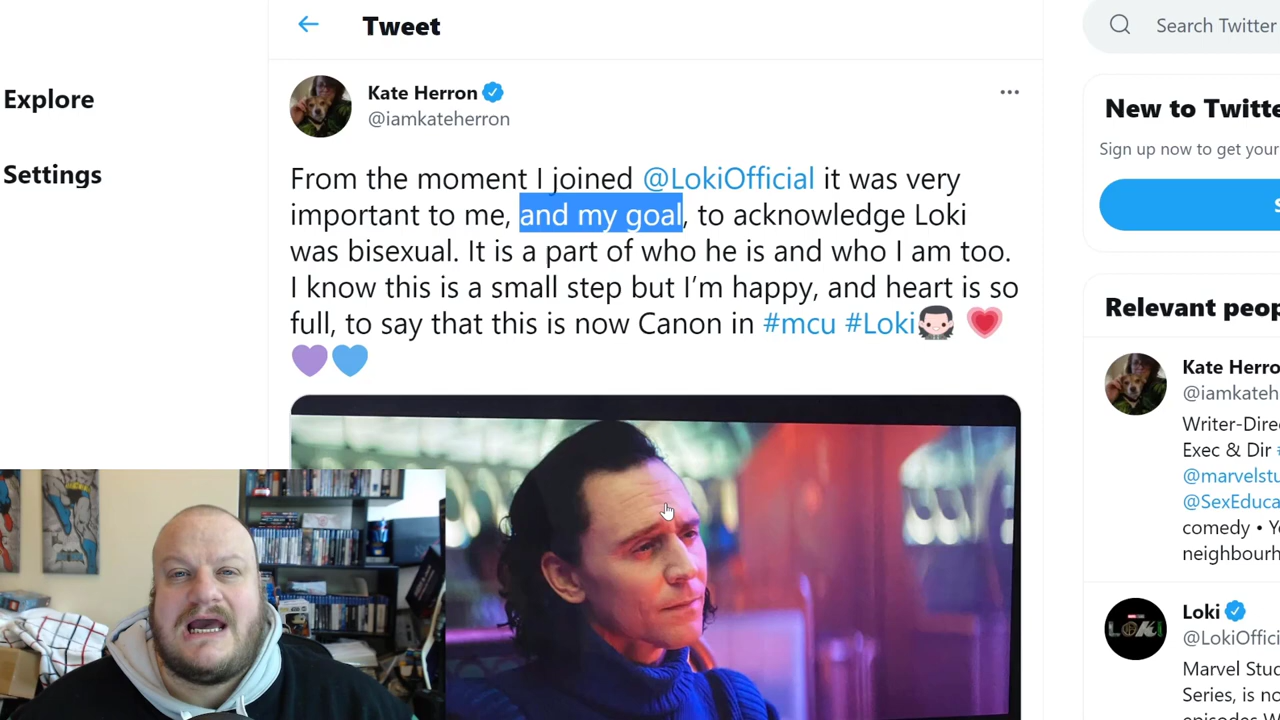 Tweet
Search Twitter
Explore
Settings
Kate Herron
@iamkateherron
From the moment I joined @LokiOfficial it was very
important to me, and my goal, to acknowledge Loki
was bisexual. It is a part of who he is and who I am too.
I know this is a small step but I’m happy, and heart is so
full, to say that this is now Canon in #mcu #Loki
New to Twitte
Sign up now to get your
S
Relevant peop
Kate Herro
@iamkateh
Writer-Dire
Exec & Dir
@marvelstu
@SexEduca
comedy • Yo
neighbourh
Loki
LOKI
@LokiOffici
Marvel Stud
Series, is no